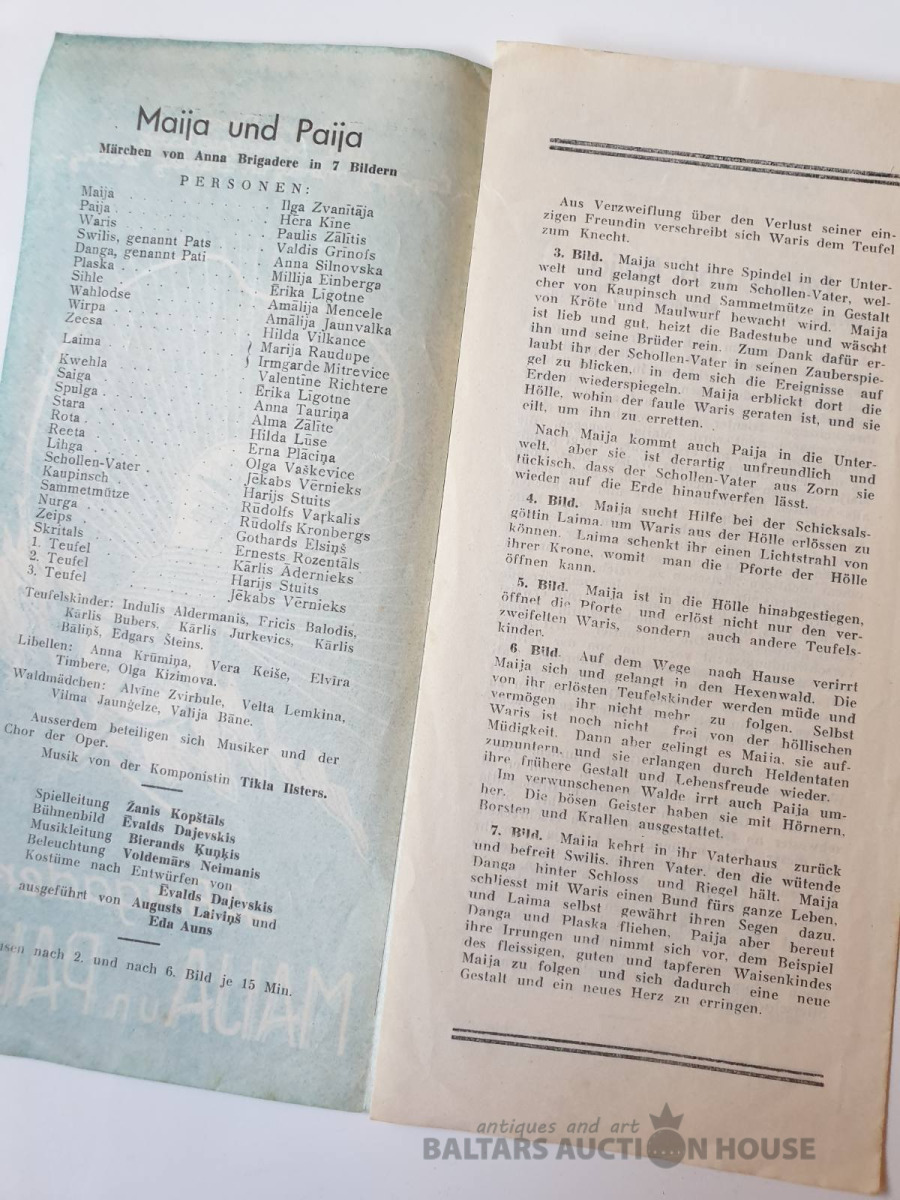 Maija und Paija
Märchen von Anna Brigadere in 7 Bildern
PERSONEN:
Maija . . . . . . . Ilga Zvanītāja
Paija . . . . . . . Hēra Kīne
Waris . . . . . . . Paulis Zālītis
Swilis, genannt Pats . . . . Valdis Grīnofs
Danga, genannt Pati . . . . Anna Silnovska
Plaska . . . . . . . Millija Einberga
Sihle . . . . . . . Ērika Ligotne
Wahlodse . . . . . . . Amālija Mencele
Wirpa . . . . . . . Amālija Jaunvalka
Zeesa . . . . . . . Hilda Vilkance
Laima . . . . . . . { Marija Raudupe
} Irmgarde Mitrevice
Kwehla . . . . . . . Valentīne Richtere
Saiga . . . . . . . Ērika Ligotne
Spulga . . . . . . . Anna Tauriņa
Stara . . . . . . . Alma Zālīte
Rota . . . . . . . Hilda Lūse
Reeta . . . . . . . Erna Plāciņa
Lihga . . . . . . . Olga Vaškevice
Schollen-Vater . . . . . Jēkabs Vērnieks
Kaupinsch . . . . . . Harijs Stuits
Sammetmütze . . . . . Rūdolfs Vaŗkalis
Nurga . . . . . . . Rūdolfs Kronbergs
Zeips . . . . . . . Gothards Elsiņš
Skritals . . . . . . . Ernests Rozentāls
1. Teufel . . . . . . Kārlis Ādernieks
2. Teufel . . . . . . Harijs Stuits
3. Teufel . . . . . . Jēkabs Vērnieks
Teufelskinder: Indulis Aldermanis, Fricis Balodis,
Kārlis Bubers, Kārlis Jurkevics, Kārlis
Bāliņš, Edgars Šteins.
Libellen: Anna Krūmiņa, Vera Keiše, Elvīra
Timbere, Olga Kizimova.
Waldmädchen: Alvīne Zvirbule, Velta Lemkina,
Vilma Jaunģelze, Valija Bāne.
Ausserdem beteiligen sich Musiker und der
Chor der Oper.
Musik von der Komponistin Tikla Ilsters.
Spielleitung Žanis Kopštāls
Bühnenbild Ēvalds Dajevskis
Musikleitung Bierands Ķuņķis
Beleuchtung Voldemārs Neimanis
Kostüme nach Entwürfen von
Ēvalds Dajevskis
ausgeführt von Augusts Laiviņš und
Eda Auns
usen nach 2. und nach 6. Bild je 15 Min.
Aus Verzweiflung über den Verlust seiner ein-
zigen Freundin verschreibt sich Waris dem Teufel
zum Knecht.
3. Bild. Maija sucht ihre Spindel in der Unter-
welt und gelangt dort zum Schollen-Vater, wel-
cher von Kaupinsch und Sammetmütze in Gestalt
von Kröte und Maulwurf bewacht wird. Maija
ist lieb und gut, heizt die Badestube und wäscht
ihn und seine Brüder rein. Zum Dank dafür er-
laubt ihr der Schollen-Vater in seinen Zauberspie-
gel zu blicken, in dem sich die Ereignisse auf
Erden wiederspiegeln. Maija erblickt dort die
Hölle, wohin der faule Waris geraten ist, und sie
eilt, um ihn zu erretten.
Nach Maija kommt auch Paija in die Unter-
welt, aber sie ist derartig unfreundlich und
tückisch, dass der Schollen-Vater aus Zorn sie
wieder auf die Erde hinaufwerfen lässt.
4. Bild. Maija sucht Hilfe bei der Schicksals-
göttin Laima, um Waris aus der Hölle erlössen zu
können. Laima schenkt ihr einen Lichtstrahl von
ihrer Krone, womit man die Pforte der Hölle
öffnen kann.
5. Bild. Maija ist in die Hölle hinabgestiegen,
öffnet die Pforte und erlöst nicht nur den ver-
zweifelten Waris, sondern auch andere Teufels-
kinder.
6. Bild. Auf dem Wege nach Hause verirrt
Maija sich und gelangt in den Hexenwald. Die
von ihr erlösten Teufelskinder werden müde und
vermögen ihr nicht mehr zu folgen. Selbst
Waris ist noch nicht frei von der höllischen
Müdigkeit. Dann aber gelingt es Maija, sie auf-
zumuntern, und sie erlangen durch Heldentaten
ihre frühere Gestalt und Lebensfreude wieder.
Im verwunschenen Walde irrt auch Paija um-
her. Die bösen Geister haben sie mit Hörnern,
Borsten und Krallen ausgestattet.
7. Bild. Maija kehrt in ihr Vaterhaus zurück
und befreit Swilis, ihren Vater, den die wütende
Danga hinter Schloss und Riegel hält. Maija
schliesst mit Waris einen Bund fürs ganze Leben,
und Laima selbst gewährt ihren Segen dazu.
Danga und Plaska fliehen, Paija aber bereut
ihre Irrungen und nimmt sich vor, dem Beispiel
des fleissigen, guten und tapferen Waisenkindes
Maija zu folgen und sich dadurch eine neue
Gestalt und ein neues Herz zu erringen.
antiques and art
BALTARS AUCTION HOUSE